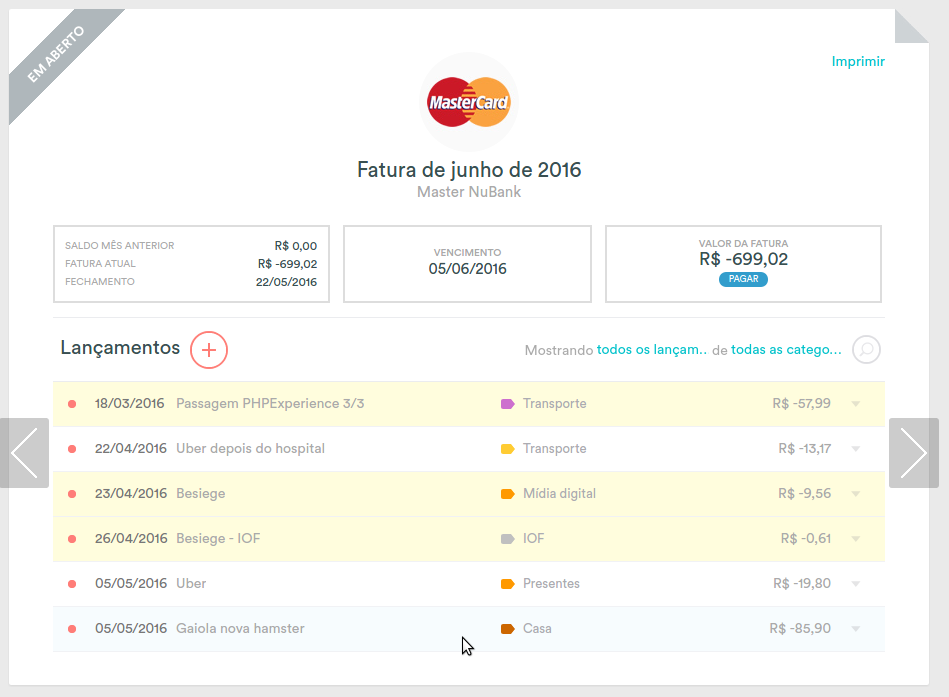 EM ABERTO
Imprimir
MasterCard
Fatura de junho de 2016
Master NuBank
SALDO MÊS ANTERIOR R$ 0,00
FATURA ATUAL R$ -699,02
FECHAMENTO 22/05/2016
VENCIMENTO
05/06/2016
VALOR DA FATURA
R$ -699,02
PAGAR
Lançamentos
Mostrando todos os lançam.. de todas as catego...
18/03/2016 Passagem PHPExperience 3/3 Transporte R$ -57,99
22/04/2016 Uber depois do hospital Transporte R$ -13,17
23/04/2016 Besiege Mídia digital R$ -9,56
26/04/2016 Besiege - IOF IOF R$ -0,61
05/05/2016 Uber Presentes R$ -19,80
05/05/2016 Gaiola nova hamster Casa R$ -85,90